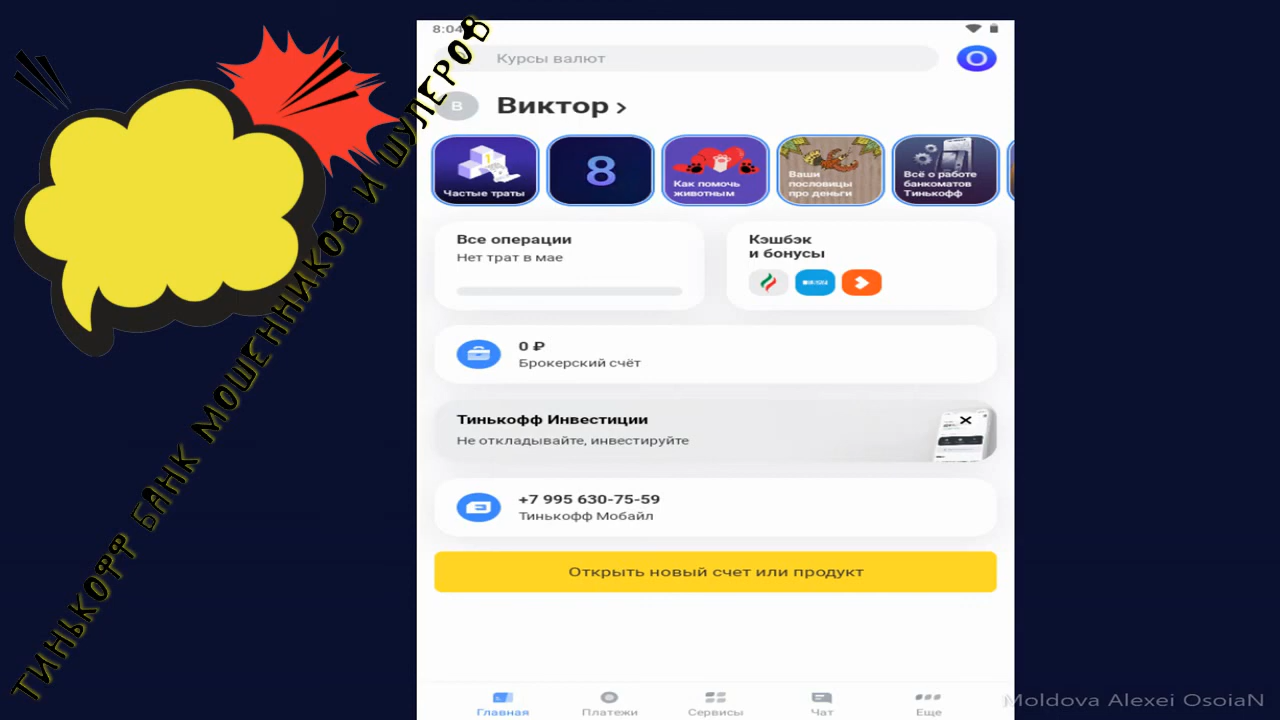 8:04
Курсы валют
О
В
Виктор >
1
Частые траты
8
Как помочь
животным
Ваши
пословицы
про деньги
Всё о работе
банкоматов
Тинькофф
Все операции
Нет трат в мае
Кэшбэк
и бонусы
0 ₽
Брокерский счёт
Тинькофф Инвестиции
Не откладывайте, инвестируйте
+7 995 630-75-59
Тинькофф Мобайл
Открыть новый счет или продукт
Главная
Платежи
Сервисы
Чат
Еще
ТИНЬКОФФ БАНК МОШЕННИКОВ И ШУЛЕРОВ
Moldova Alexei OsoiaN